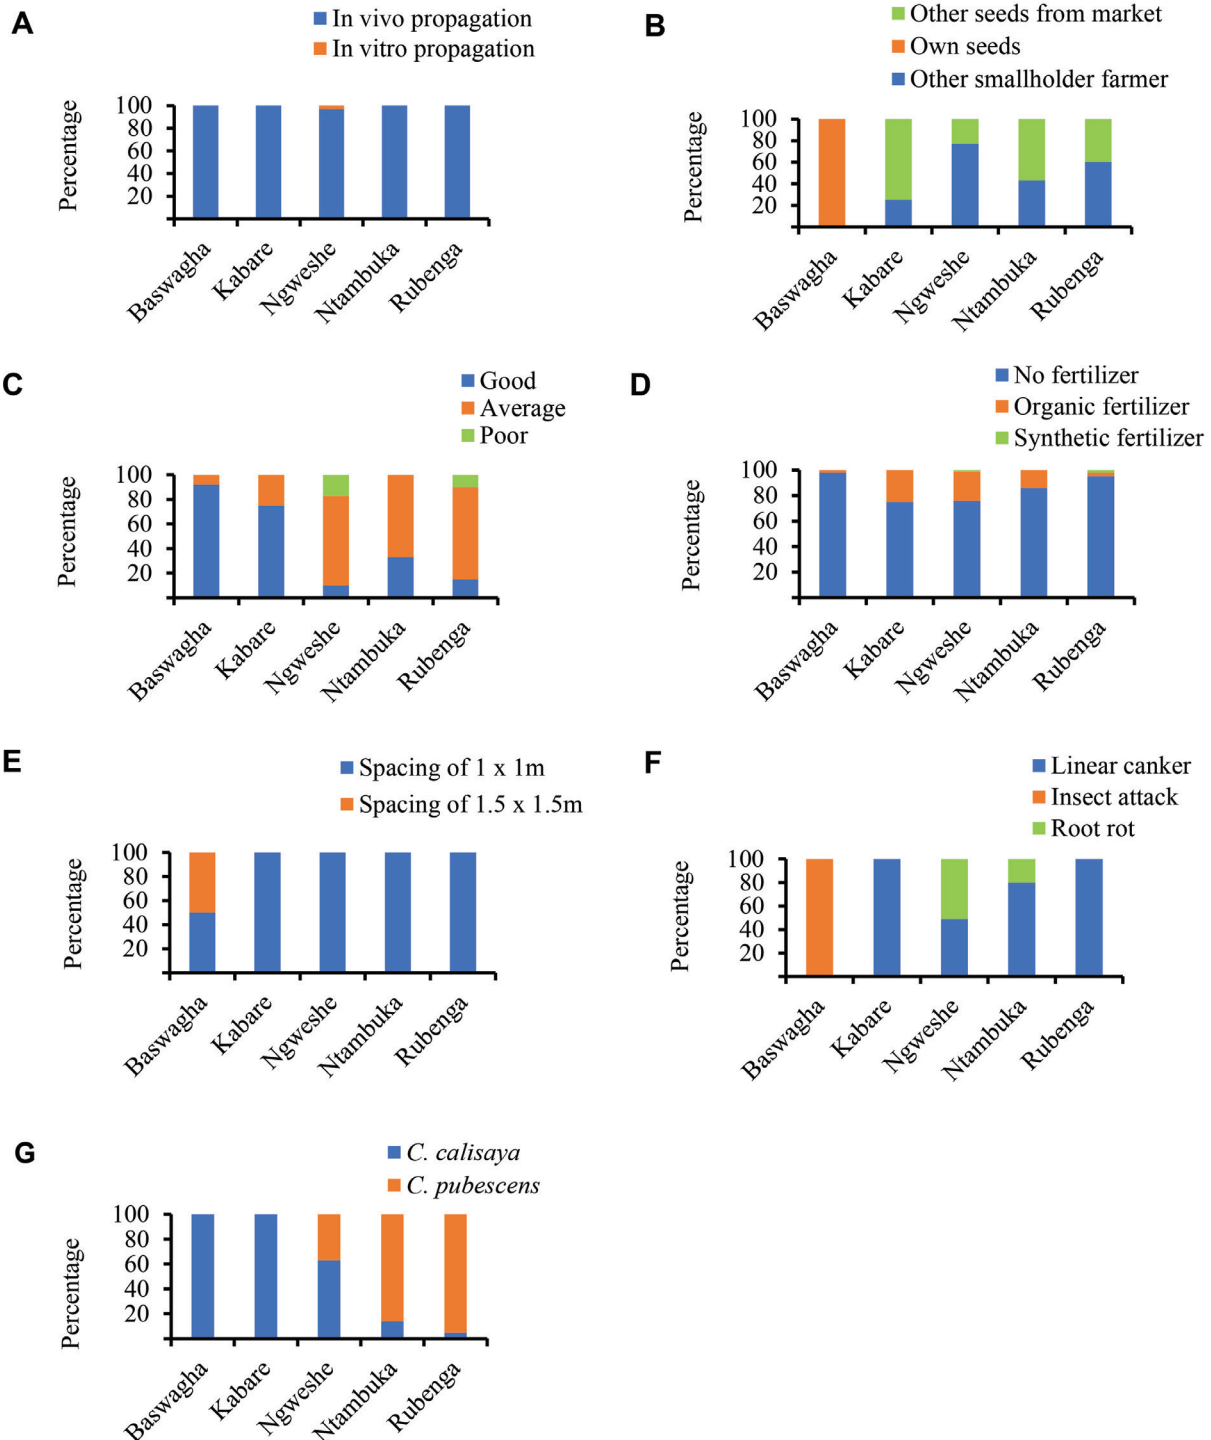 A
In vivo propagation
In vitro propagation
Percentage
100
80
60
40
20
Baswagha
Kabare
Ngweshe
Ntambuka
Rubenga
B
Other seeds from market
Own seeds
Other smallholder farmer
Percentage
100
80
60
40
20
Baswagha
Kabare
Ngweshe
Ntambuka
Rubenga
C
Good
Average
Poor
Percentage
100
80
60
40
20
Baswagha
Kabare
Ngweshe
Ntambuka
Rubenga
D
No fertilizer
Organic fertilizer
Synthetic fertilizer
Percentage
100
80
60
40
20
Baswagha
Kabare
Ngweshe
Ntambuka
Rubenga
E
Spacing of 1 x 1m
Spacing of 1.5 x 1.5m
Percentage
100
80
60
40
20
Baswagha
Kabare
Ngweshe
Ntambuka
Rubenga
F
Linear canker
Insect attack
Root rot
Percentage
100
80
60
40
20
Baswagha
Kabare
Ngweshe
Ntambuka
Rubenga
G
C. calisaya
C. pubescens
Percentage
100
80
60
40
20
Baswagha
Kabare
Ngweshe
Ntambuka
Rubenga